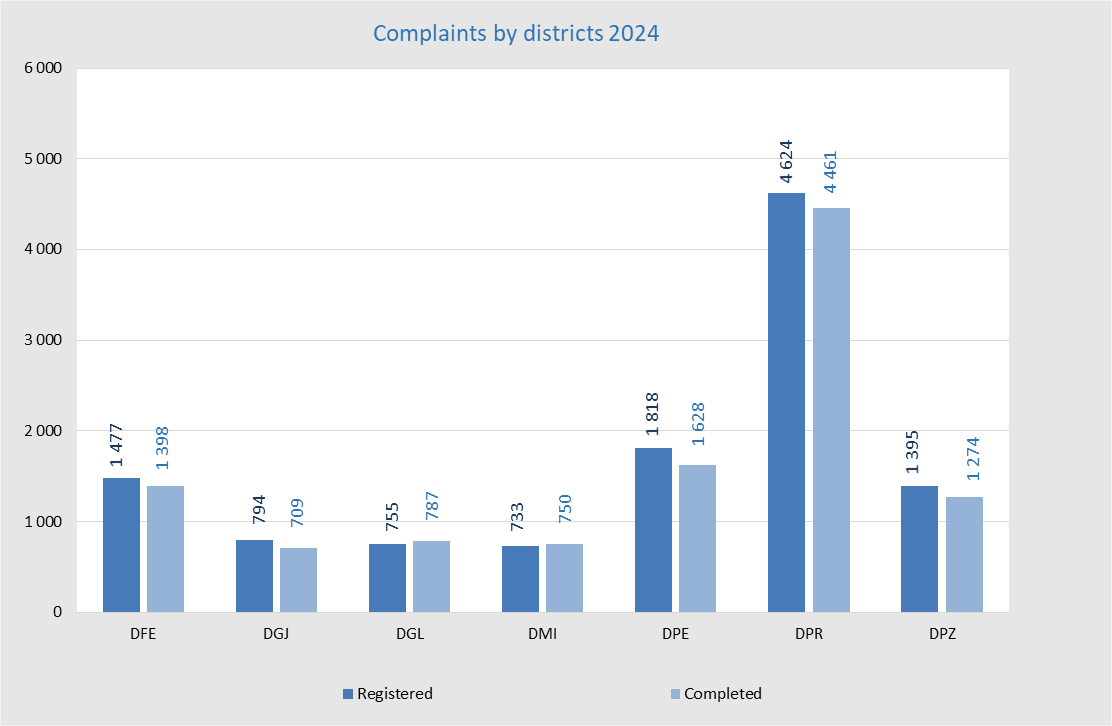 Complaints by districts 2024
6 000
5 000
4 000
3 000
2 000
1 000
0
1 477
1 398
794
709
755
787
733
750
1 818
1 628
4 624
4 461
1 395
1 274
DFE
DGJ
DGL
DMI
DPE
DPR
DPZ
Registered
Completed